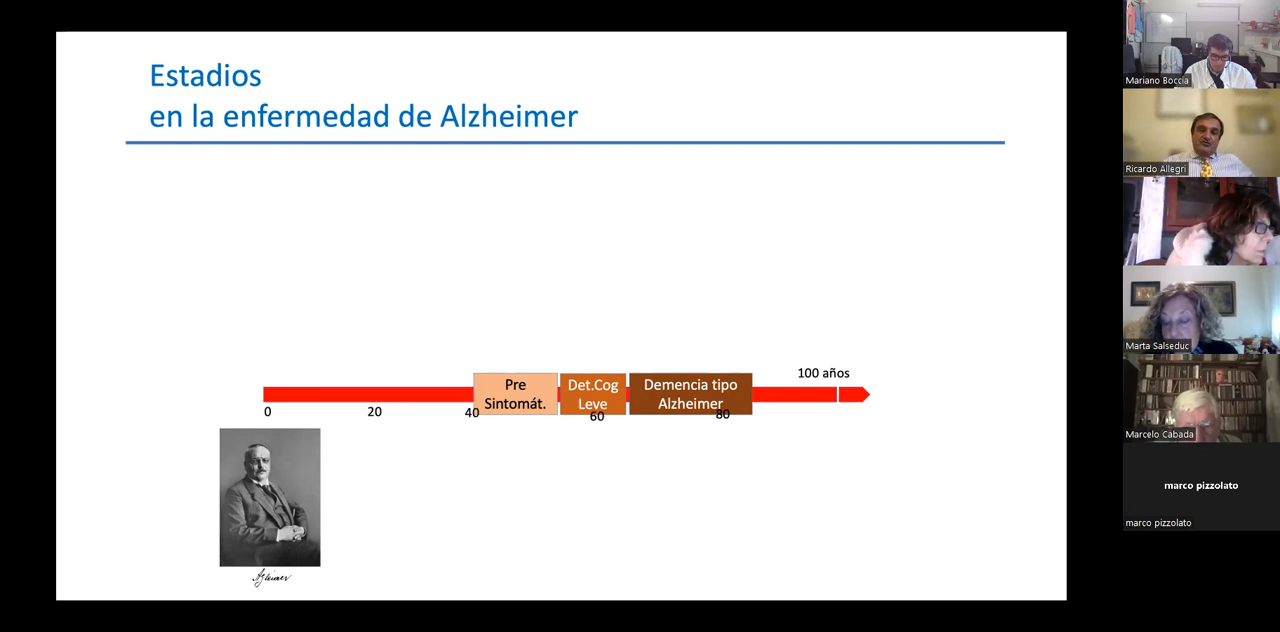 Estadios
en la enfermedad de Alzheimer
100 años
Pre
Sintomát.
Det.Cog
Leve
Demencia tipo
Alzheimer
0
20
40
60
80
Mariano Boccia
Ricardo Allegri
Marta Salseduc
Marcelo Cabada
marco pizzolato
marco pizzolato